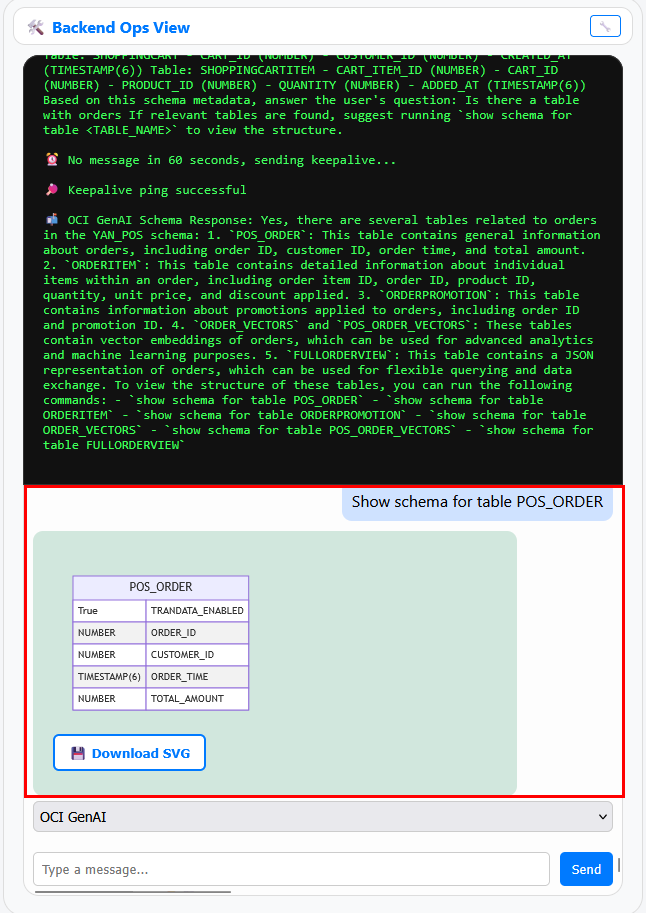 🛠️ Backend Ops View
🔧
Table: SHOPPINGCART - CART_ID (NUMBER) - CUSTOMER_ID (NUMBER) - CREATED_AT
(TIMESTAMP(6)) Table: SHOPPINGCARTITEM - CART_ITEM_ID (NUMBER) - CART_ID
(NUMBER) - PRODUCT_ID (NUMBER) - QUANTITY (NUMBER) - ADDED_AT (TIMESTAMP(6))
Based on this schema metadata, answer the user's question: Is there a table
with orders If relevant tables are found, suggest running `show schema for
table <TABLE_NAME>` to view the structure.
⏰ No message in 60 seconds, sending keepalive...
🏓 Keepalive ping successful
📬 OCI GenAI Schema Response: Yes, there are several tables related to orders
in the YAN_POS schema: 1. `POS_ORDER`: This table contains general information
about orders, including order ID, customer ID, order time, and total amount.
2. `ORDERITEM`: This table contains detailed information about individual
items within an order, including order item ID, order ID, product ID,
quantity, unit price, and discount applied. 3. `ORDERPROMOTION`: This table
contains information about promotions applied to orders, including order ID
and promotion ID. 4. `ORDER_VECTORS` and `POS_ORDER_VECTORS`: These tables
contain vector embeddings of orders, which can be used for advanced analytics
and machine learning purposes. 5. `FULLORDERVIEW`: This table contains a JSON
representation of orders, which can be used for flexible querying and data
exchange. To view the structure of these tables, you can run the following
commands: - `show schema for table POS_ORDER` - `show schema for table
ORDERITEM` - `show schema for table ORDERPROMOTION` - `show schema for table
ORDER_VECTORS` - `show schema for table POS_ORDER_VECTORS` - `show schema for
table FULLORDERVIEW`
Show schema for table POS_ORDER
POS_ORDER
True TRANDATA_ENABLED
NUMBER ORDER_ID
NUMBER CUSTOMER_ID
TIMESTAMP(6) ORDER_TIME
NUMBER TOTAL_AMOUNT
💾 Download SVG
OCI GenAI
Type a message...
Send